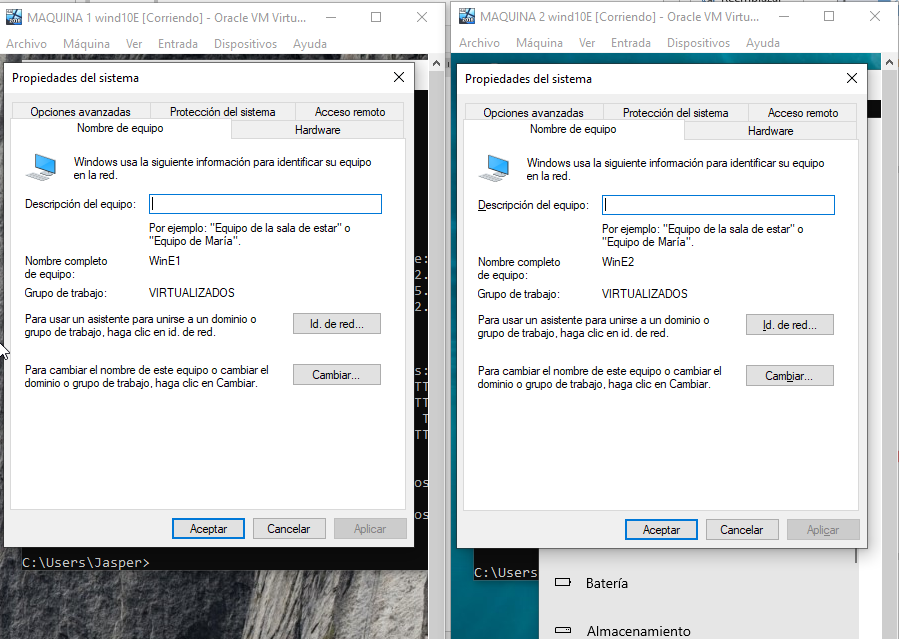 MAQUINA 1 wind10E [Corriendo] - Oracle VM Virtu...
Archivo Máquina Ver Entrada Dispositivos Ayuda
Propiedades del sistema
Opciones avanzadas Protección del sistema Acceso remoto
Nombre de equipo Hardware
Windows usa la siguiente información para identificar su equipo
en la red.
Descripción del equipo:
Por ejemplo: "Equipo de la sala de estar" o
"Equipo de María".
Nombre completo
de equipo:
WinE1
Grupo de trabajo: VIRTUALIZADOS
Para usar un asistente para unirse a un dominio o
grupo de trabajo, haga clic en id. de red.
Id. de red...
Para cambiar el nombre de este equipo o cambiar el
dominio o grupo de trabajo, haga clic en Cambiar.
Cambiar...
Aceptar Cancelar Aplicar
e:
2.
5.
2.
s:
TT
TT
T
TT
os
os
C:\Users\Jasper>
MAQUINA 2 wind10E [Corriendo] - Oracle VM Virtu...
Archivo Máquina Ver Entrada Dispositivos Ayuda
Propiedades del sistema
Opciones avanzadas Protección del sistema Acceso remoto
Nombre de equipo Hardware
Windows usa la siguiente información para identificar su equipo
en la red.
Descripción del equipo:
Por ejemplo: "Equipo de la sala de estar" o
"Equipo de María".
Nombre completo
de equipo:
WinE2
Grupo de trabajo: VIRTUALIZADOS
Para usar un asistente para unirse a un dominio o
grupo de trabajo, haga clic en id. de red.
Id. de red...
Para cambiar el nombre de este equipo o cambiar el
dominio o grupo de trabajo, haga clic en Cambiar.
Cambiar...
Aceptar Cancelar Aplicar
C:\Users
Batería
Almacenamiento